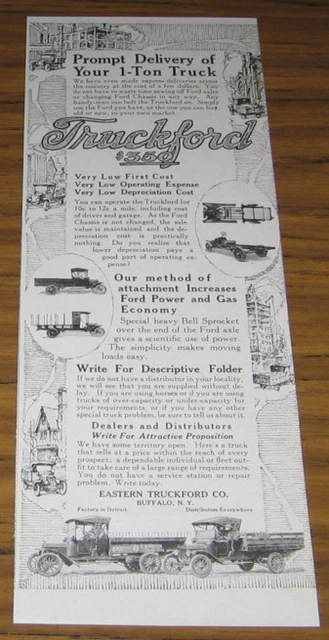 Prompt Delivery of
Your 1-Ton Truck
We have even made express deliveries across
the country at the cost of a few dollars. You
do not have to waste time sawing off Ford sills
or changing Ford Chassis in any way. Any
handy-man can bolt the Truckford on. Simply
use the Ford you have, or the one you can buy,
old or new, in your own market.
Truckford
$350
Very Low First Cost
Very Low Operating Expense
Very Low Depreciation Cost
You can operate the Truckford for
10c to 12c a mile, including cost
of driver and garage. As the Ford
Chassis is not changed, the sale
value is maintained and the de-
preciation cost is practically
nothing. Do you realize that
lower depreciation pays a
good part of operating ex-
pense?
Our method of
attachment Increases
Ford Power and Gas
Economy
Special heavy Bell Sprocket
over the end of the Ford axle
gives a scientific use of power.
The simplicity makes moving
loads easy.
Write For Descriptive Folder
If we do not have a distributor in your locality,
we will see that you are supplied without de-
lay. If you are using horses or if you are using
trucks of over-capacity or under-capacity for
your requirements, or if you have any other
special truck problem, be sure to tell us about it.
Dealers and Distributors
Write For Attractive Proposition
We have some territory open. Here's a truck
that sells at a price within the reach of every
prospect; a dependable individual or fleet out-
fit to take care of a large range of requirements.
You do not have a service station or repair
problem. Write today.
EASTERN TRUCKFORD CO.
BUFFALO, N. Y.
Factory in Detroit Distribution Everywhere